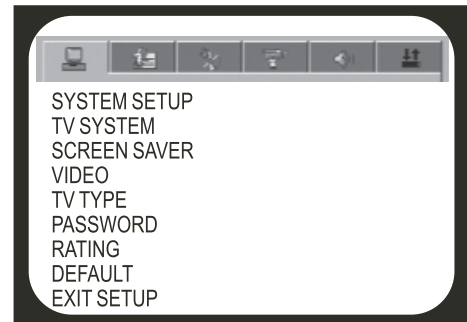 SYSTEM SETUP
TV SYSTEM
SCREEN SAVER
VIDEO
TV TYPE
PASSWORD
RATING
DEFAULT
EXIT SETUP